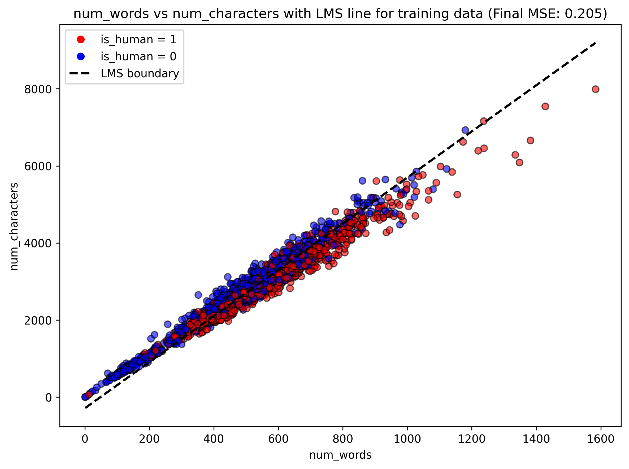 num_words vs num_characters with LMS line for training data (Final MSE: 0.205)
is_human = 1
is_human = 0
LMS boundary
num_characters
8000
6000
4000
2000
0
0 200 400 600 800 1000 1200 1400 1600
num_words